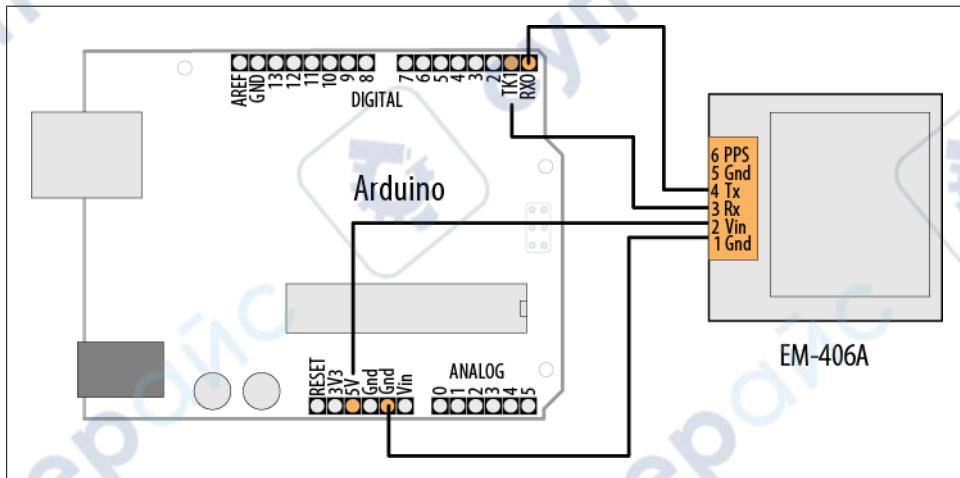 AREF
GND
13
12
11
10
9
8
7
6
5
4
3
2
TK1
RX0
DIGITAL
Arduino
6 PPS
5 Gnd
4 Tx
3 Rx
2 Vin
1 Gnd
EM-406A
RESET
3V3
5V
Gnd
Gnd
Vin
ANALOG
0
1
2
3
4
5